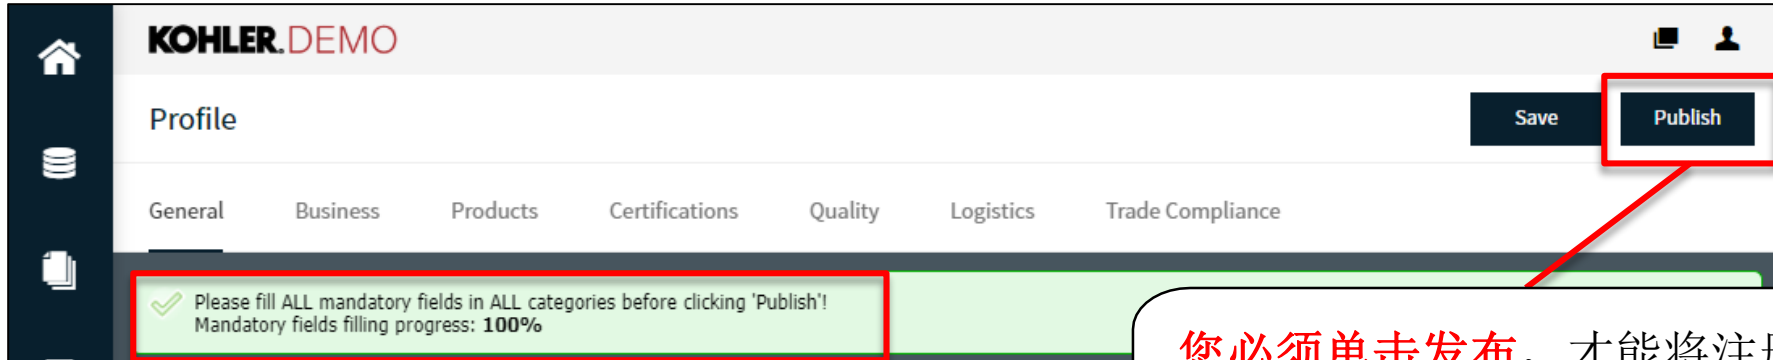 KOHLER.DEMO
Profile
Save
Publish
General Business Products Certifications Quality Logistics Trade Compliance
Please fill ALL mandatory fields in ALL categories before clicking 'Publish'!
Mandatory fields filling progress: 100%
您必须单击发布，才能将注册